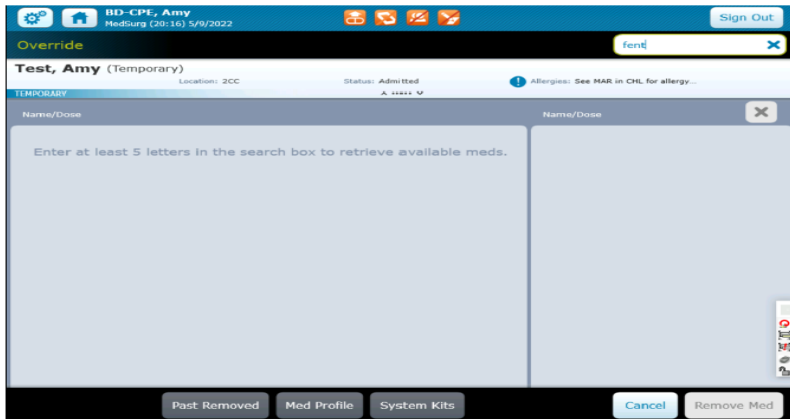 BD-CPE, Amy
MedSurg (20:16) 5/9/2022
Sign Out
Override
fent
Test, Amy (Temporary)
Location: 2CC
Status: Admitted
Allergies: See MAR in CHL for allergy...
TEMPORARY
Name/Dose
Name/Dose
Enter at least 5 letters in the search box to retrieve available meds.
Past Removed
Med Profile
System Kits
Cancel
Remove Med